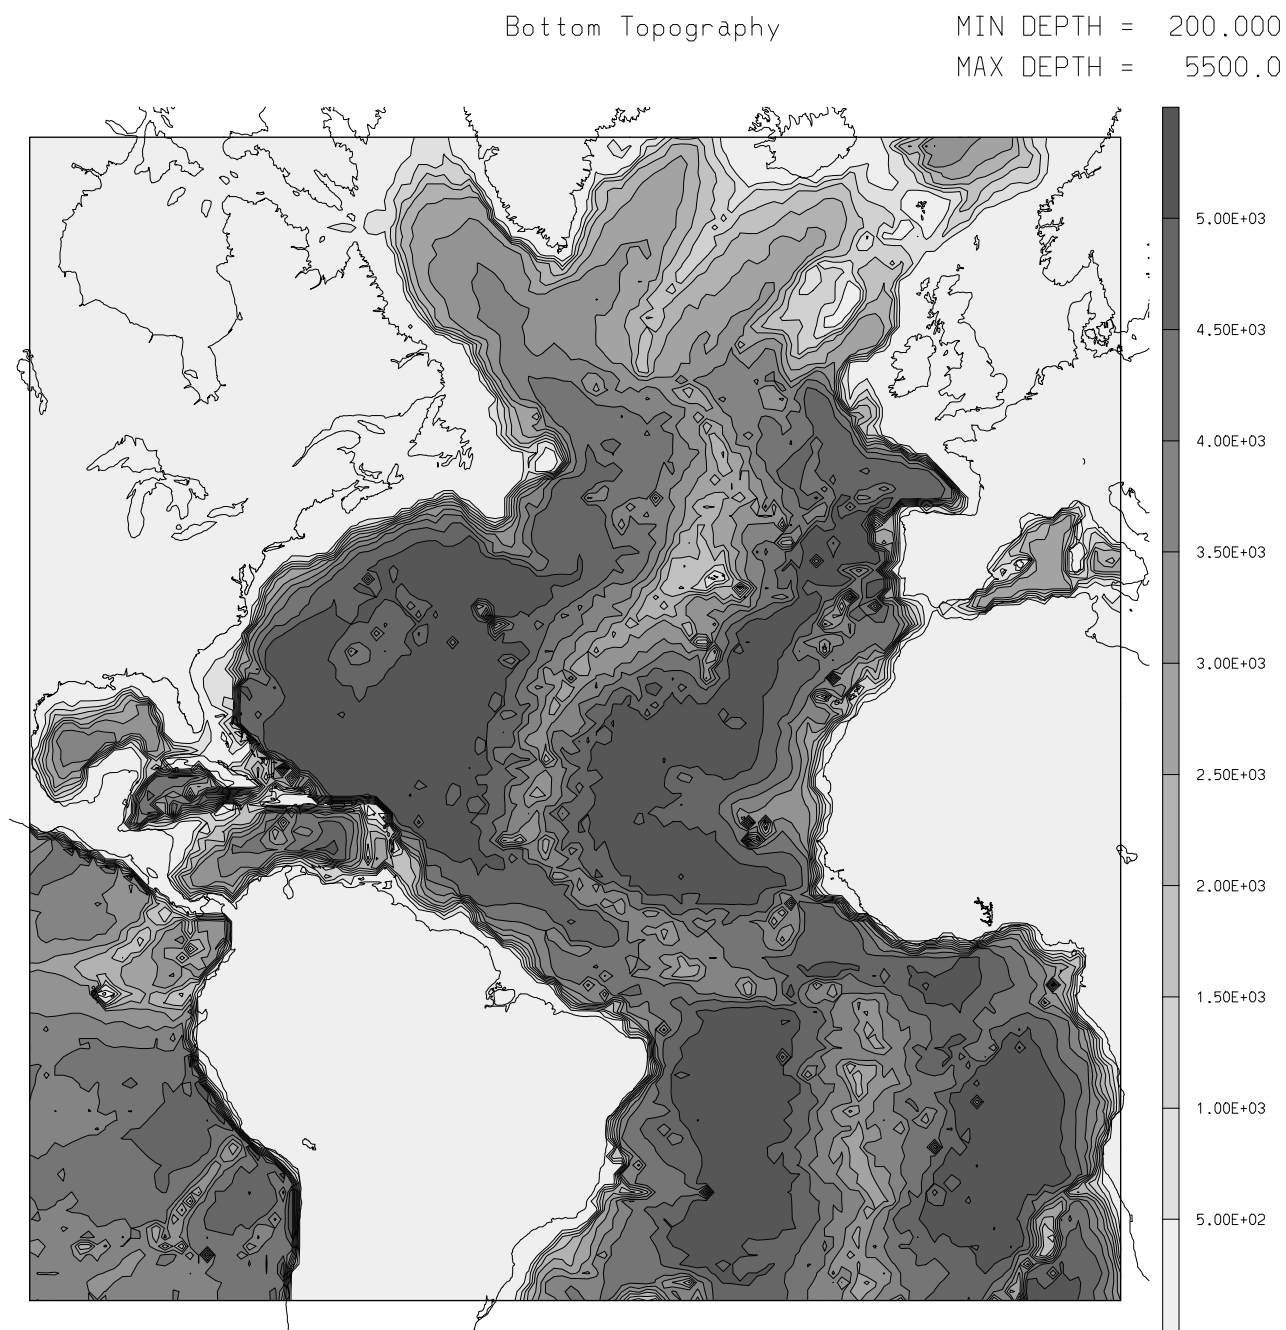 Bottom Topography
MIN DEPTH = 200.000
MAX DEPTH = 5500.0
5.00E+03
4.50E+03
4.00E+03
3.50E+03
3.00E+03
2.50E+03
2.00E+03
1.50E+03
1.00E+03
5.00E+02